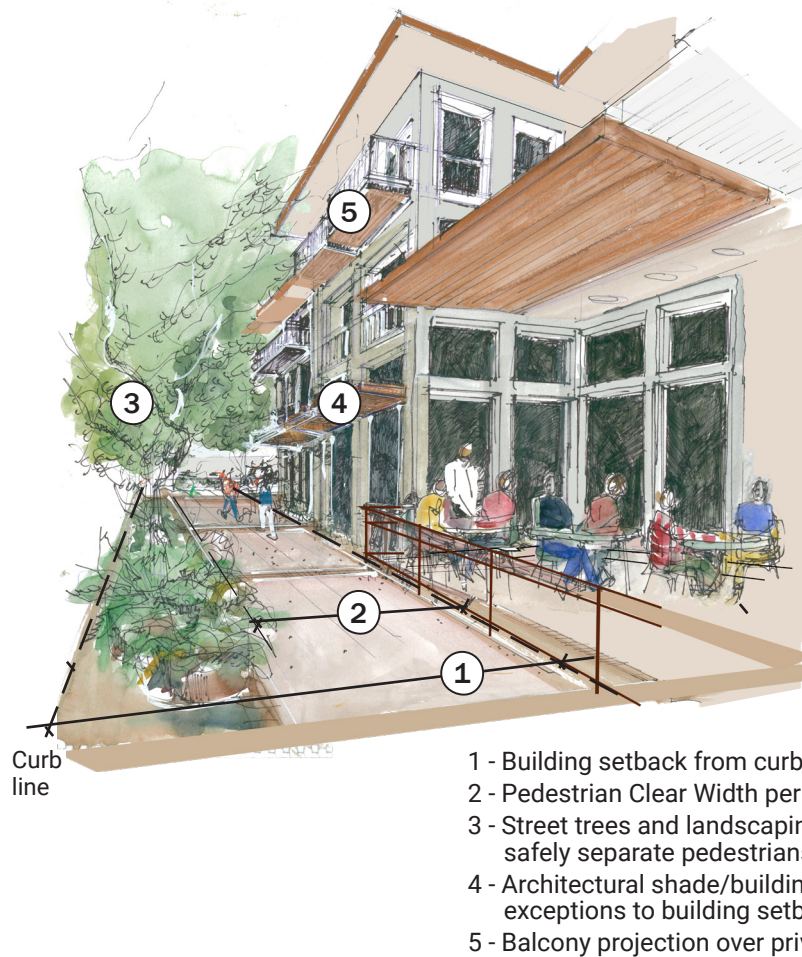 5
3
4
2
1
Curb
line
1 - Building setback from curb
2 - Pedestrian Clear Width per
3 - Street trees and landscapin
safely separate pedestrians
4 - Architectural shade/buildin
exceptions to building setb
5 - Balcony projection over priv